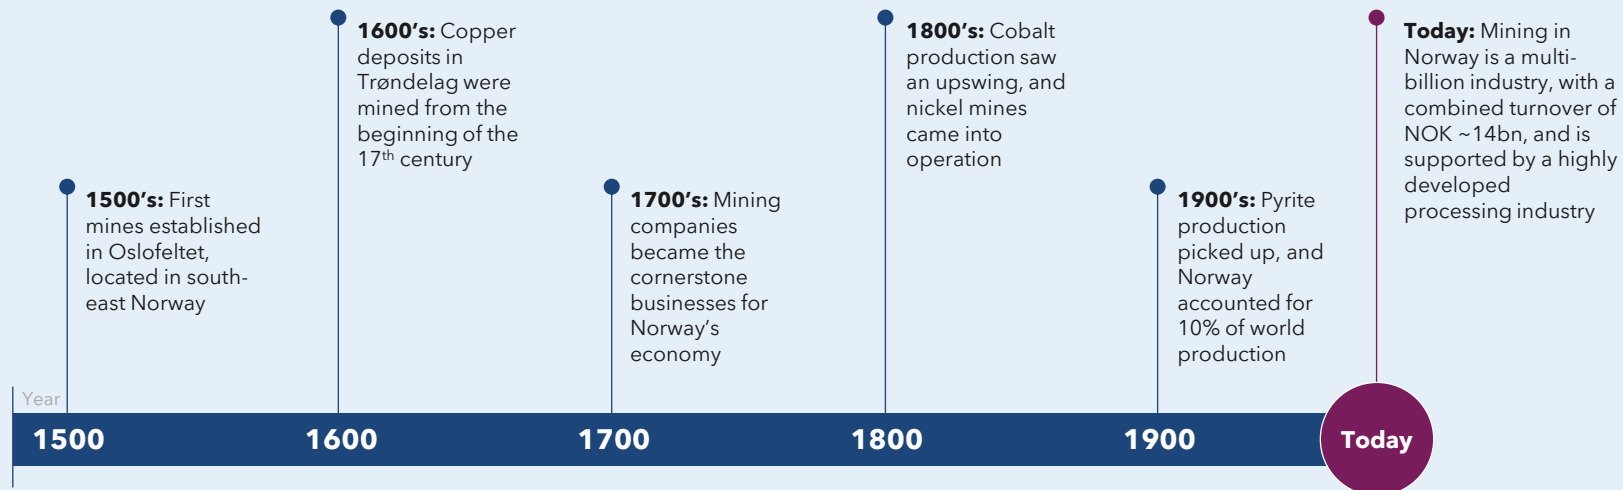 1500's: First
mines established
in Oslofeltet,
located in south-
east Norway
1600's: Copper
deposits in
Trøndelag were
mined from the
beginning of the
17th century
1700's: Mining
companies
became the
cornerstone
businesses for
Norway's
economy
1800's: Cobalt
production saw
an upswing, and
nickel mines
came into
operation
1900's: Pyrite
production
picked up, and
Norway
accounted for
10% of world
production
Today: Mining in
Norway is a multi-
billion industry, with a
combined turnover of
NOK ~14bn, and is
supported by a highly
developed
processing industry
Year
1500
1600
1700
1800
1900
Today